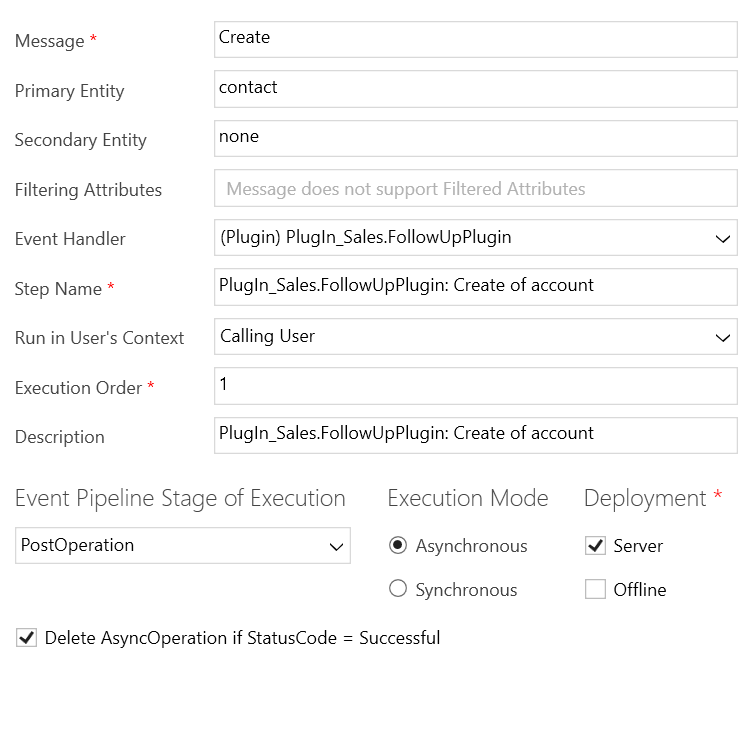 Message *
Create
Primary Entity
contact
Secondary Entity
none
Filtering Attributes
Message does not support Filtered Attributes
Event Handler
(Plugin) PlugIn_Sales.FollowUpPlugin
Step Name *
PlugIn_Sales.FollowUpPlugin: Create of account
Run in User's Context
Calling User
Execution Order *
1
Description
PlugIn_Sales.FollowUpPlugin: Create of account
Event Pipeline Stage of Execution
PostOperation
Execution Mode
Asynchronous
Synchronous
Deployment *
Server
Offline
Delete AsyncOperation if StatusCode = Successful